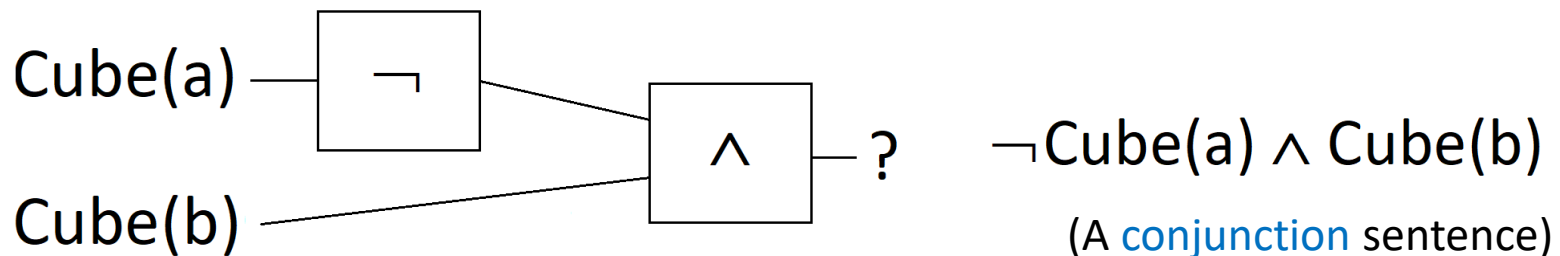 Cube(a)
¬
∧
?
¬Cube(a) ∧ Cube(b)
Cube(b)
(A conjunction sentence)